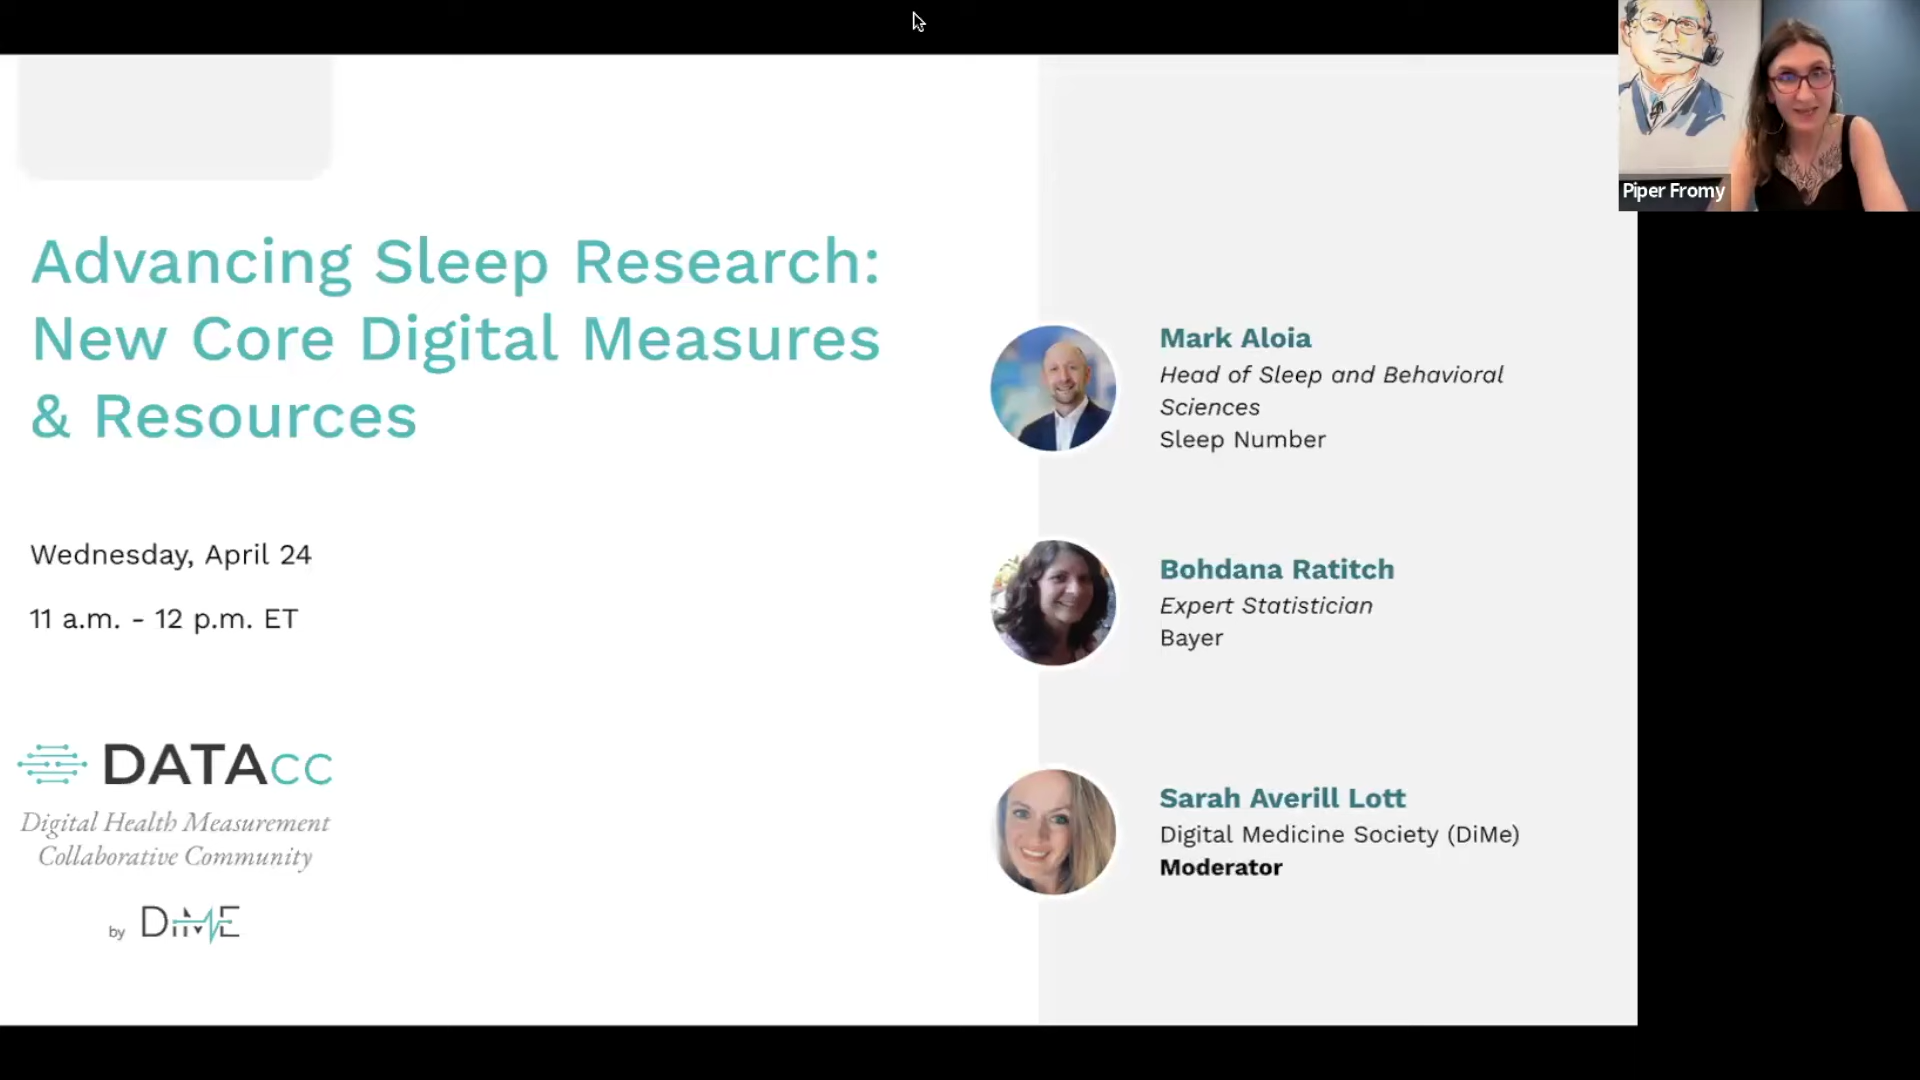 Piper Fromy
Advancing Sleep Research:
New Core Digital Measures
& Resources
Wednesday, April 24
11 a.m. - 12 p.m. ET
DATAcc
Digital Health Measurement
Collaborative Community
by DiME
Mark Aloia
Head of Sleep and Behavioral
Sciences
Sleep Number
Bohdana Ratitch
Expert Statistician
Bayer
Sarah Averill Lott
Digital Medicine Society (DiMe)
Moderator